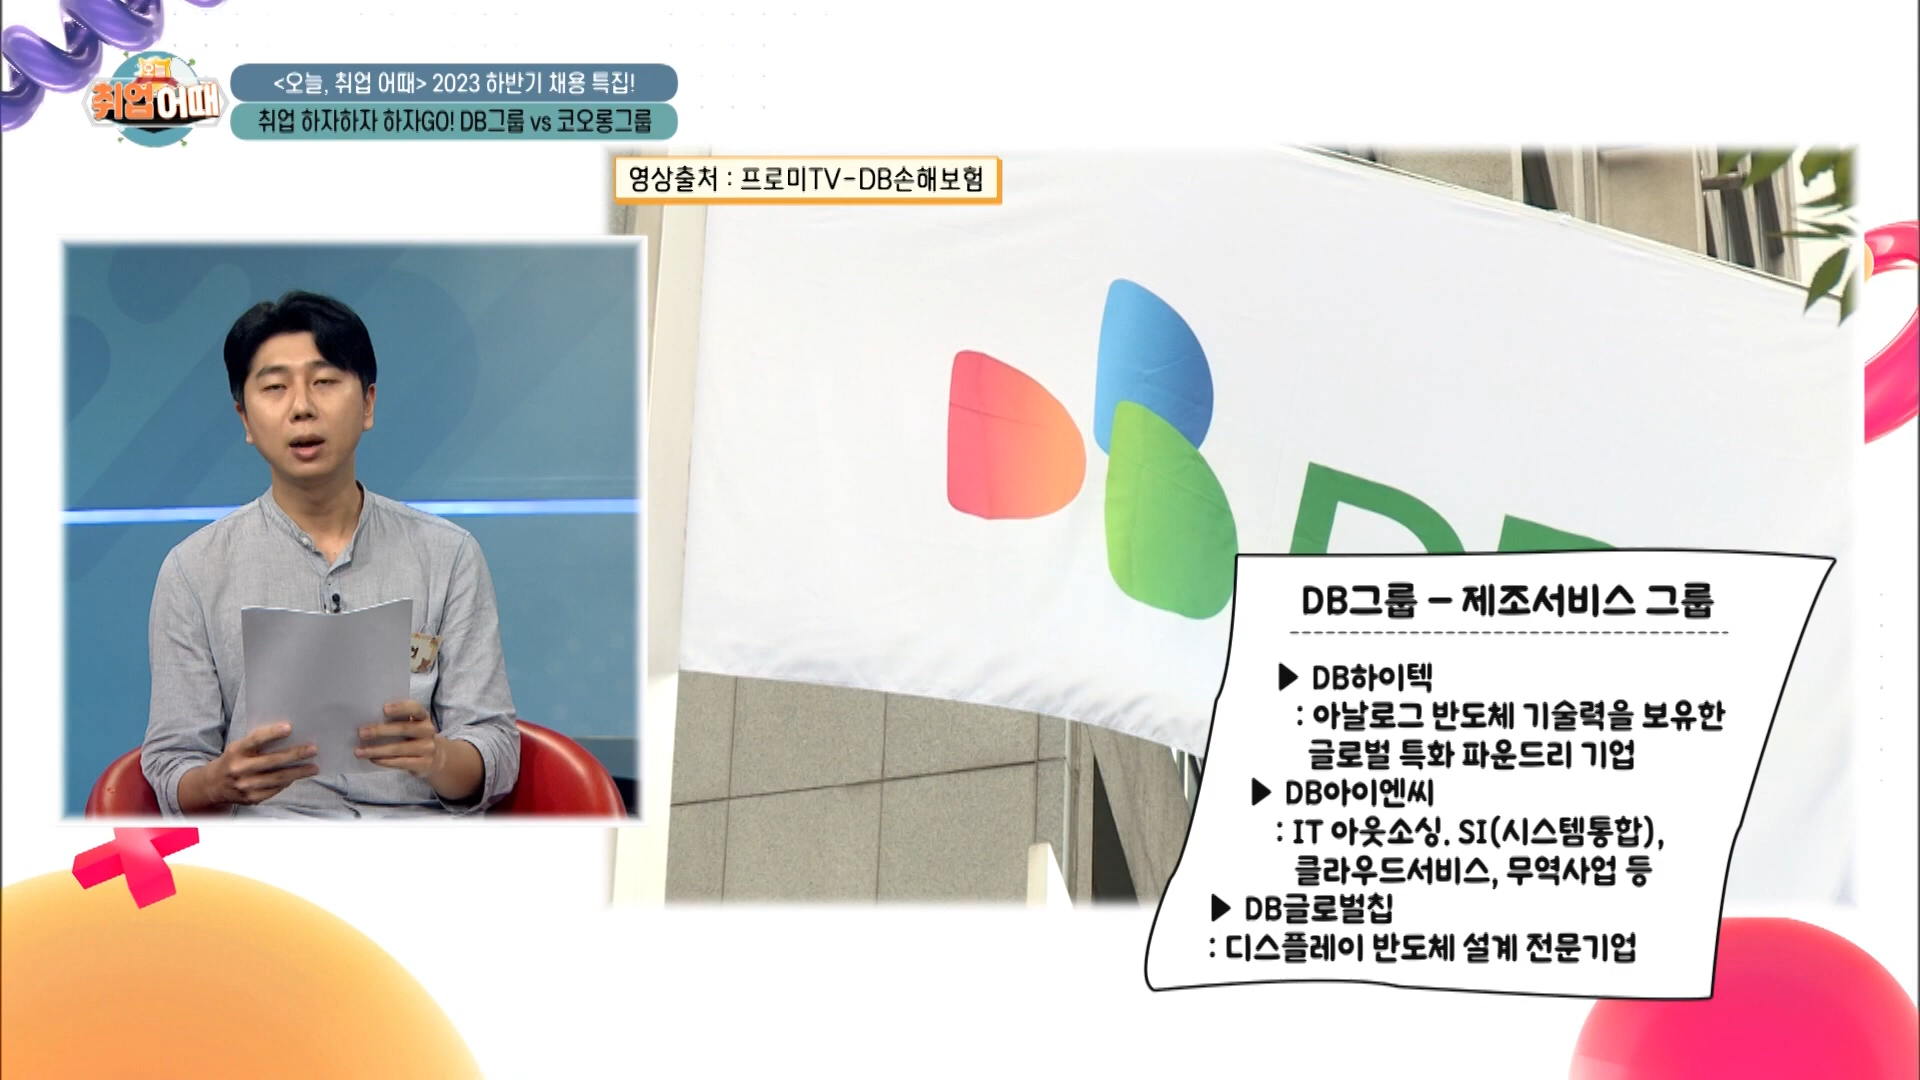 오늘
취업어때
<오늘, 취업 어때> 2023 하반기 채용 특집!
취업 하자하자 하자GO! DB그룹 vs 코오롱그룹
영상출처 : 프로미TV-DB손해보험
DB그룹 - 제조서비스 그룹
▶ DB하이텍
: 아날로그 반도체 기술력을 보유한
글로벌 특화 파운드리 기업
▶ DB아이엔씨
: IT 아웃소싱. SI(시스템통합),
클라우드서비스, 무역사업 등
▶ DB글로벌칩
: 디스플레이 반도체 설계 전문기업